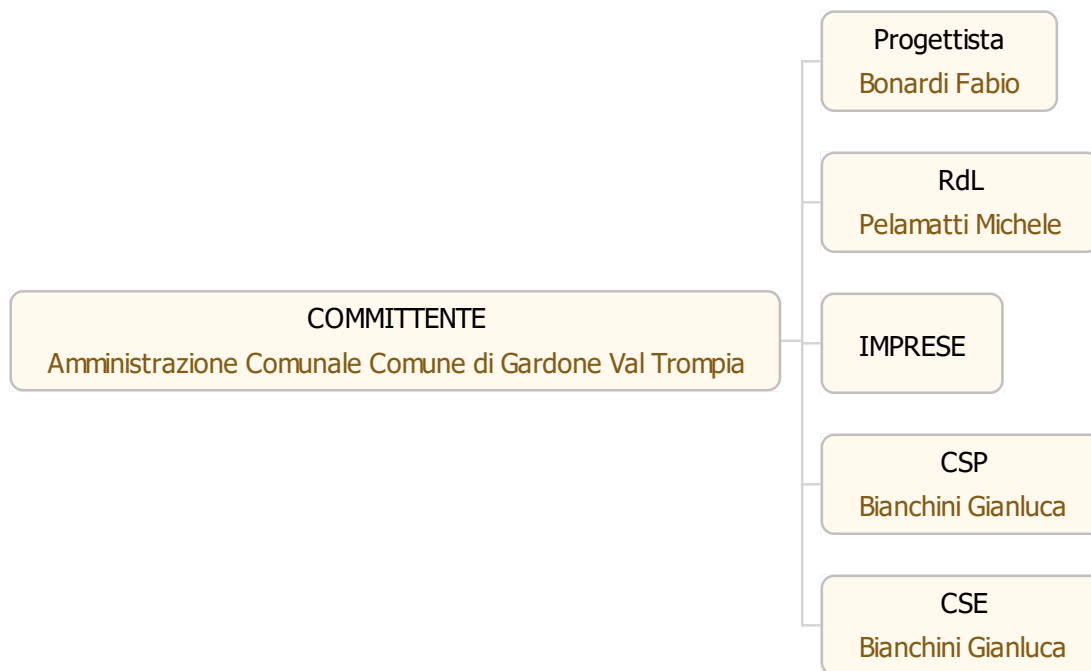 Progettista
Bonardi Fabio
RdL
Pelamatti Michele
COMMITTENTE
Amministrazione Comunale Comune di Gardone Val Trompia
IMPRESE
CSP
Bianchini Gianluca
CSE
Bianchini Gianluca